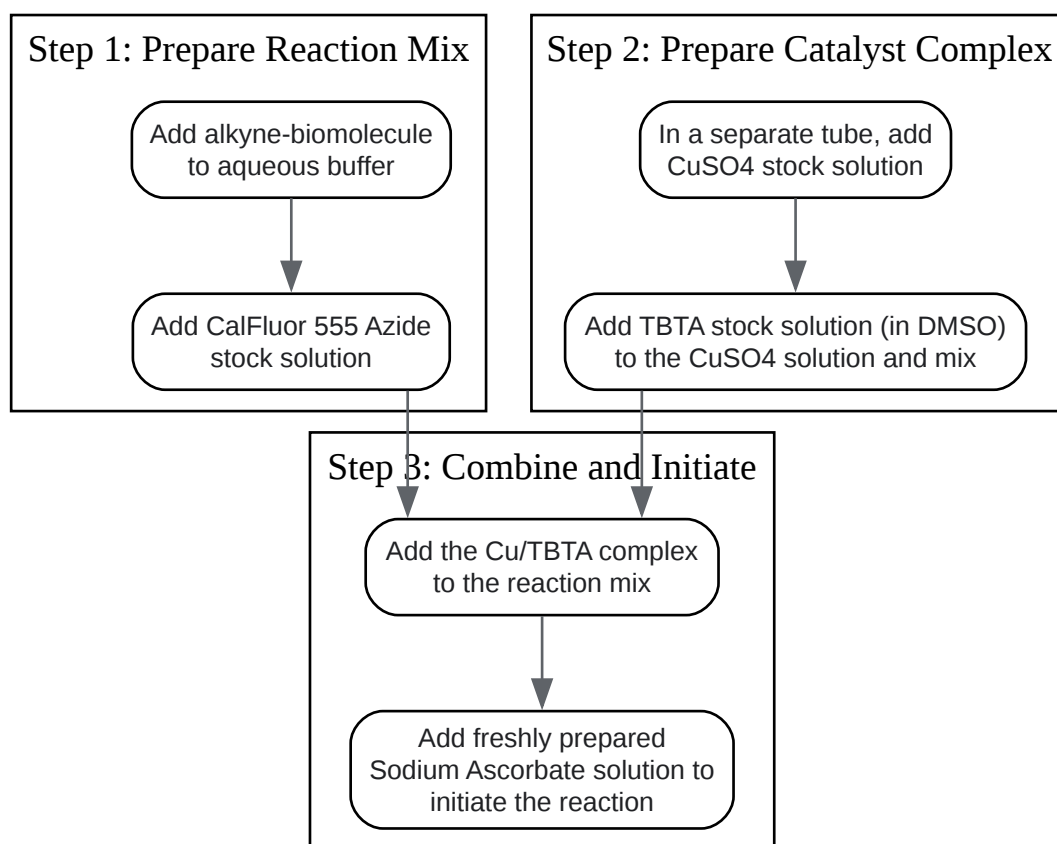 Step 1: Prepare Reaction Mix
Add alkyne-biomolecule
to aqueous buffer
Add CalFluor 555 Azide
stock solution
Step 2: Prepare Catalyst Complex
In a separate tube, add
CuSO4 stock solution
Add TBTA stock solution (in DMSO)
to the CuSO4 solution and mix
Step 3: Combine and Initiate
Add the Cu/TBTA complex
to the reaction mix
Add freshly prepared
Sodium Ascorbate solution to
initiate the reaction